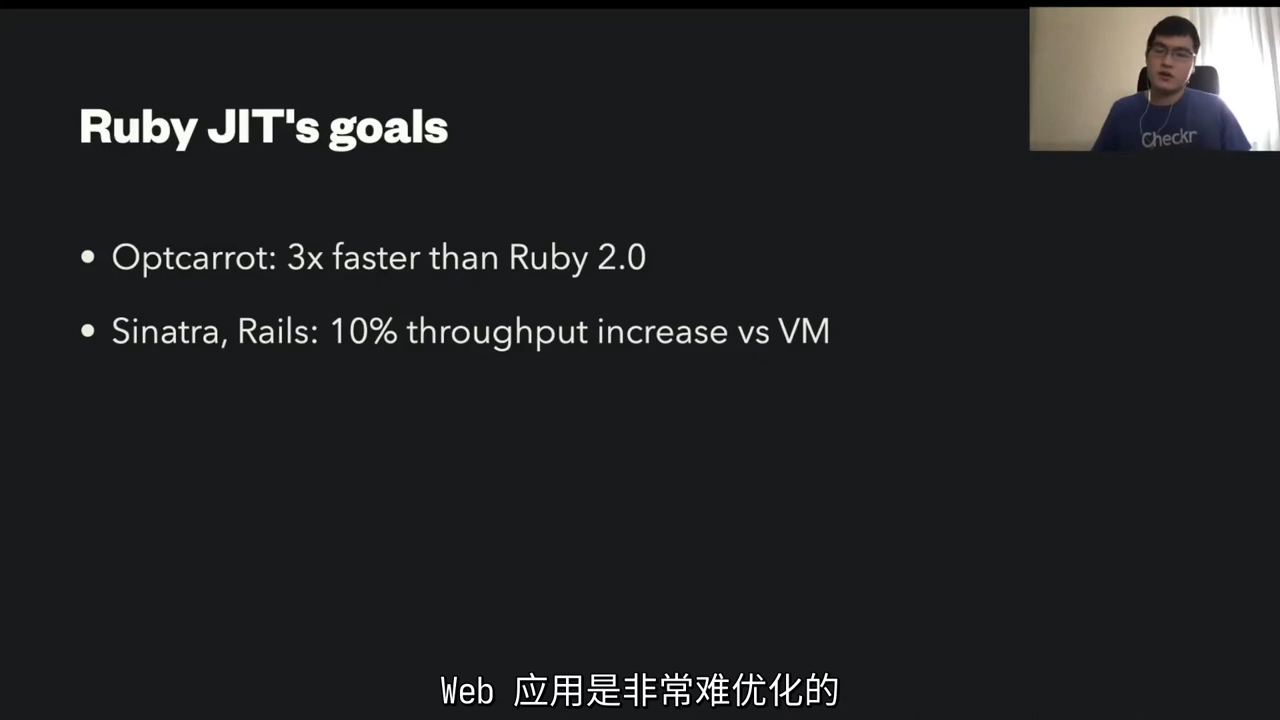 Ruby JIT's goals
Checkr
• Optcarrot: 3x faster than Ruby 2.0
• Sinatra, Rails: 10% throughput increase vs VM
Web 应用是非常难优化的